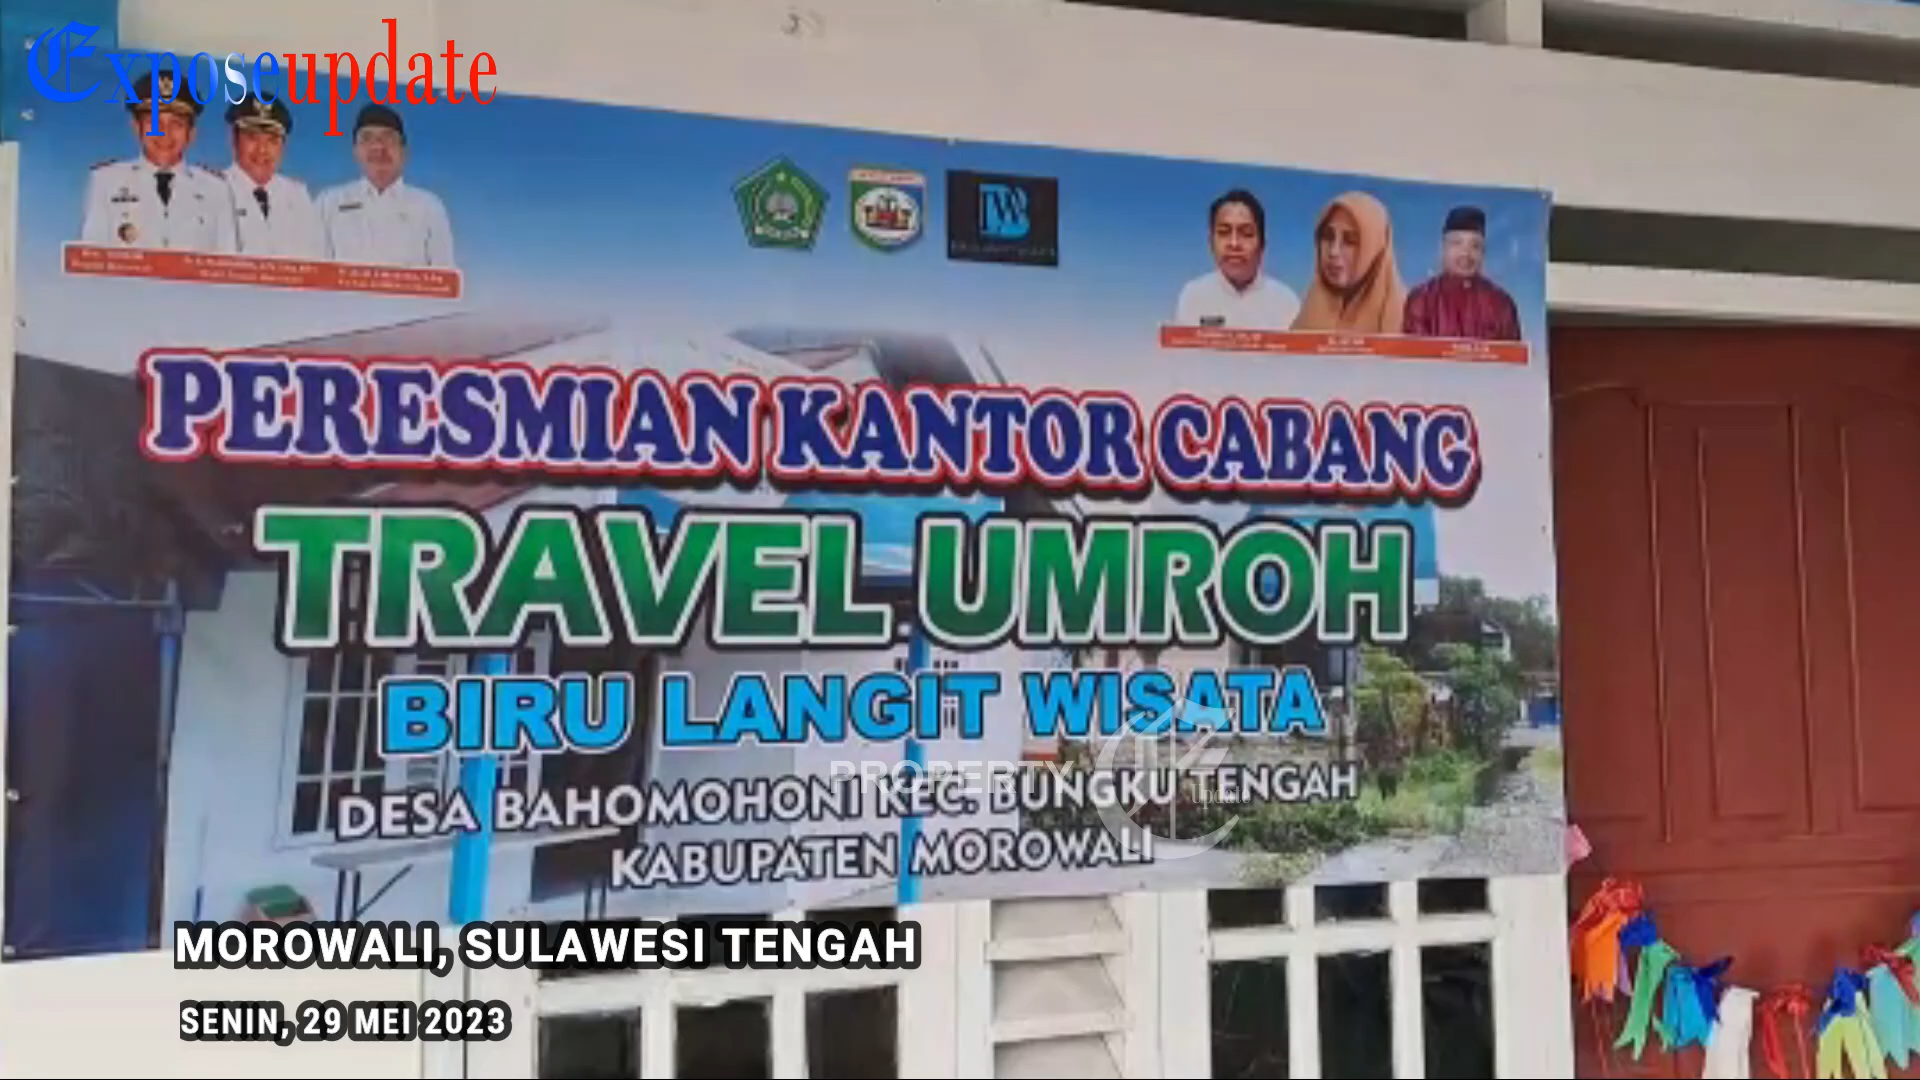 Exposeupdate
PERESMIAN KANTOR CABANG
TRAVEL UMROH
BIRU LANGIT WISATA
DESA BAHOMOHONI KEC. BUNGKU TENGAH
KABUPATEN MOROWALI
PROPERTY
update
MOROWALI, SULAWESI TENGAH
SENIN, 29 MEI 2023